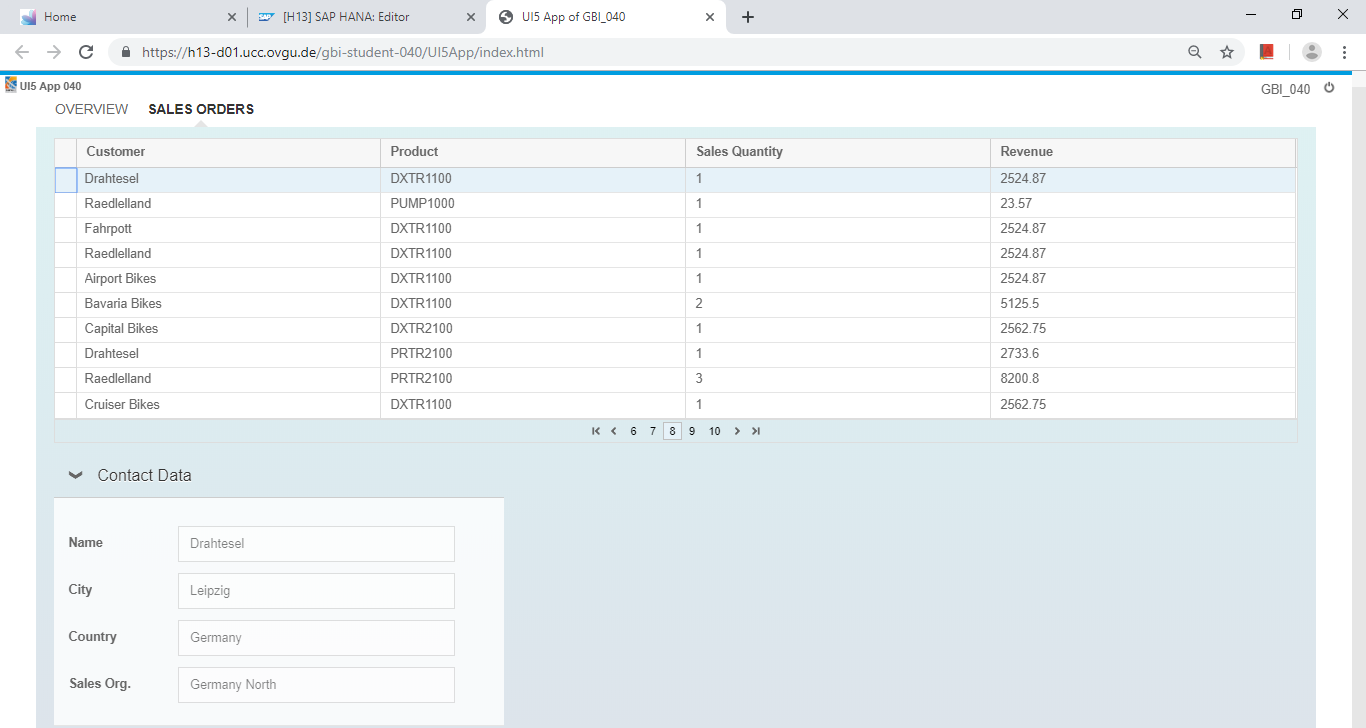 Home [H13] SAP HANA: Editor UI5 App of GBI_040
https://h13-d01.ucc.ovgu.de/gbi-student-040/UI5App/index.html
UI5 App 040 GBI_040
OVERVIEW SALES ORDERS
Customer Product Sales Quantity Revenue
Drahtesel DXTR1100 1 2524.87
Raedlelland PUMP1000 1 23.57
Fahrpott DXTR1100 1 2524.87
Raedlelland DXTR1100 1 2524.87
Airport Bikes DXTR1100 1 2524.87
Bavaria Bikes DXTR1100 2 5125.5
Capital Bikes DXTR2100 1 2562.75
Drahtesel PRTR2100 1 2733.6
Raedlelland PRTR2100 3 8200.8
Cruiser Bikes DXTR1100 1 2562.75
6 7 8 9 10
Contact Data
Name Drahtesel
City Leipzig
Country Germany
Sales Org. Germany North